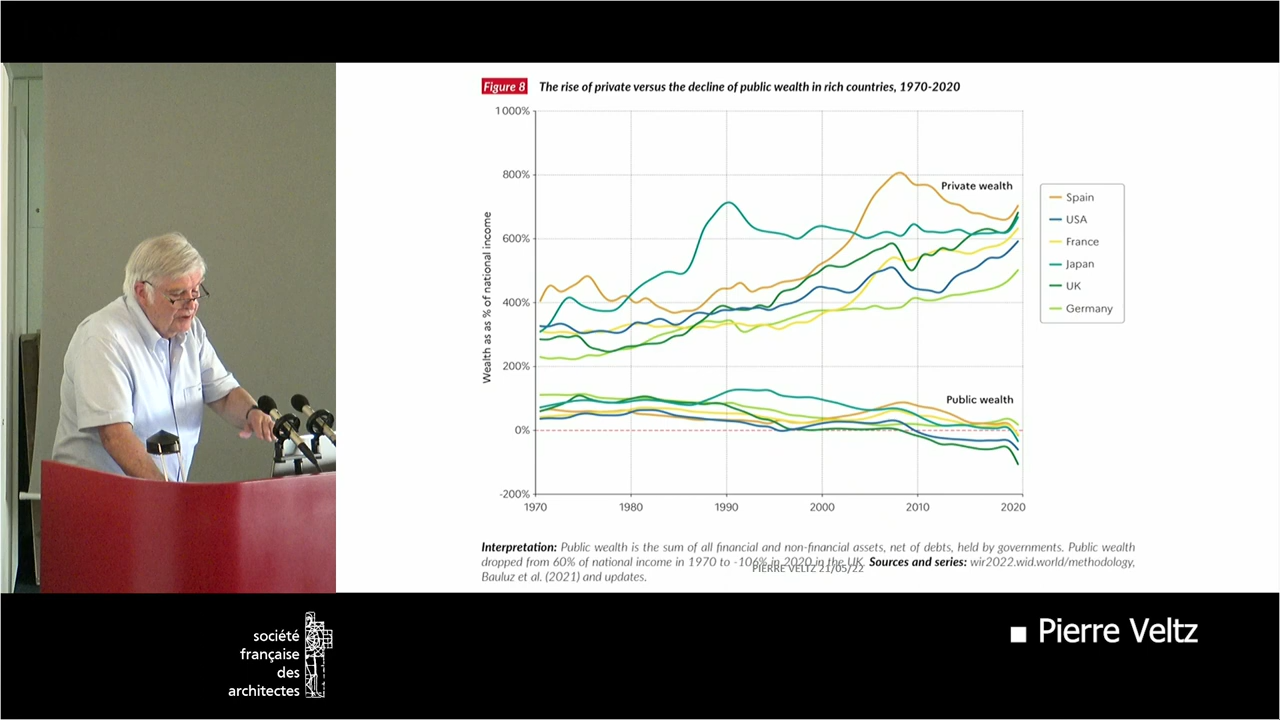 Figure 8 The rise of private versus the decline of public wealth in rich countries, 1970-2020
1000%
800%
600%
400%
200%
0%
-200%
Wealth as as % of national income
1970 1980 1990 2000 2010 2020
Private wealth
Public wealth
Spain
USA
France
Japan
UK
Germany
Interpretation: Public wealth is the sum of all financial and non-financial assets, net of debts, held by governments. Public wealth
dropped from 60% of national income in 1970 to -106% in 2020 in the UK. Sources and series: wir2022.wid.world/methodology,
PIERRE VELTZ 21/05/22
Bauluz et al. (2021) and updates.
société
française
des
architectes
Pierre Veltz